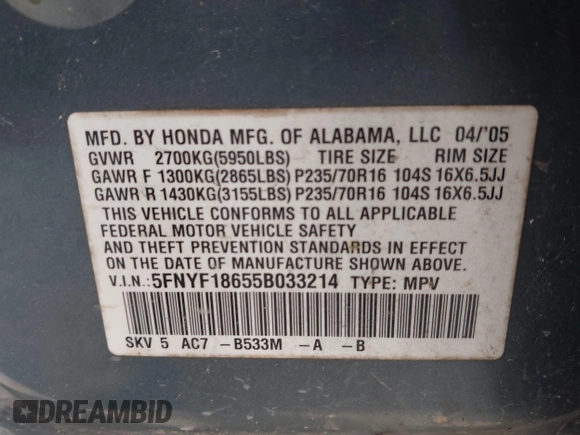 MFD. BY HONDA MFG. OF ALABAMA, LLC 04/'05
GVWR 2700KG(5950LBS) TIRE SIZE RIM SIZE
GAWR F 1300KG(2865LBS) P235/70R16 104S 16X6.5JJ
GAWR R 1430KG(3155LBS) P235/70R16 104S 16X6.5JJ
THIS VEHICLE CONFORMS TO ALL APPLICABLE
FEDERAL MOTOR VEHICLE SAFETY
AND THEFT PREVENTION STANDARDS IN EFFECT
ON THE DATE OF MANUFACTURE SHOWN ABOVE.
V.I.N.:5FNYF18655B033214 TYPE: MPV
SKV 5 AC7 -B533M -A -B
DREAMBID